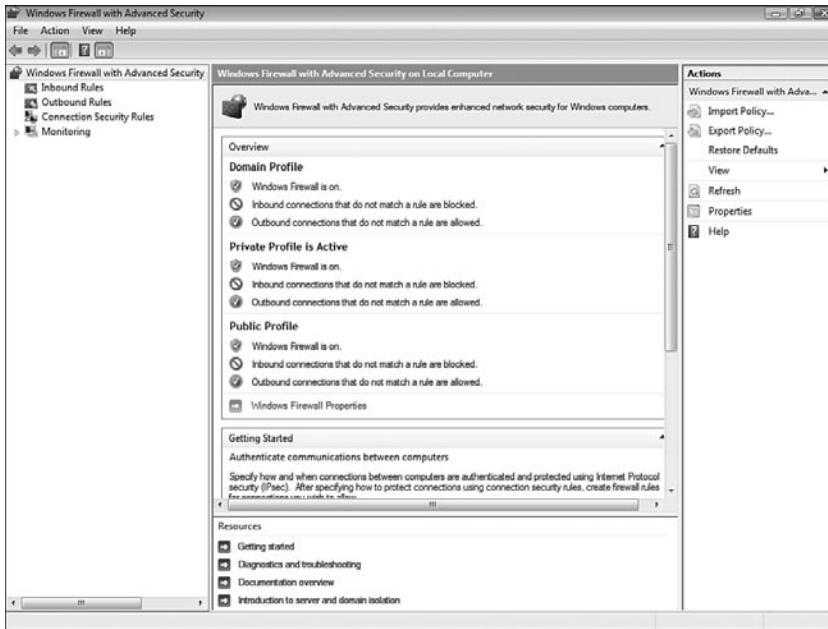 Windows Firewall with Advanced Security
File Action View Help
Windows Firewall with Advanced Security
Inbound Rules
Outbound Rules
Connection Security Rules
Monitoring
Windows Firewall with Advanced Security on Local Computer
Windows Firewall with Advanced Security provides enhanced network security for Windows computers.
Overview
Domain Profile
Windows Firewall is on.
Inbound connections that do not match a rule are blocked.
Outbound connections that do not match a rule are allowed.
Private Profile is Active
Windows Firewall is on.
Inbound connections that do not match a rule are blocked.
Outbound connections that do not match a rule are allowed.
Public Profile
Windows Firewall is on.
Inbound connections that do not match a rule are blocked.
Outbound connections that do not match a rule are allowed.
Windows Firewall Properties
Getting Started
Authenticate communications between computers
Specify how and when connections between computers are authenticated and protected using Internet Protocol
security (IPsec). After specifying how to protect connections using connection security rules, create firewall rules
for connections you wish to allow.
Resources
Getting started
Diagnostics and troubleshooting
Documentation overview
Introduction to server and domain isolation
Actions
Windows Firewall with Adva...
Import Policy...
Export Policy...
Restore Defaults
View
Refresh
Properties
Help